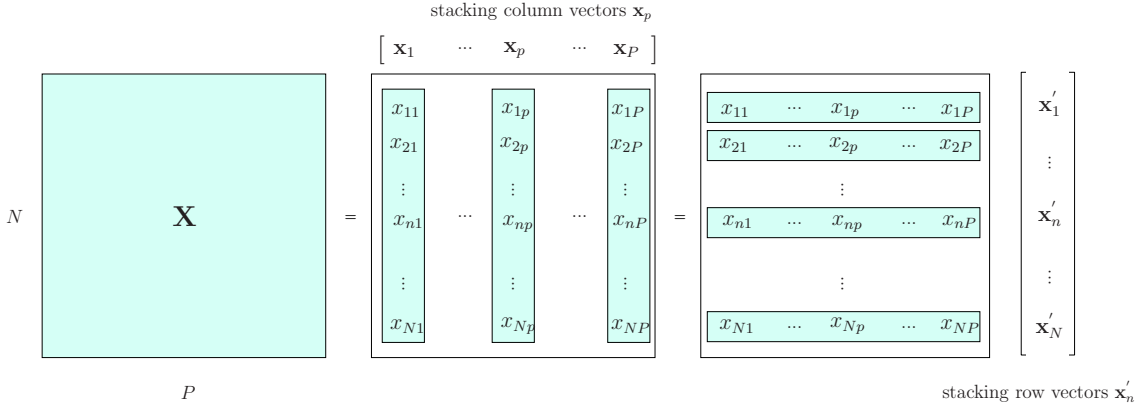 stacking column vectors x_p
[ x_1 ... x_p ... x_P ]
x_11 x_1p x_1P
x_21 x_2p x_2P
⋮ ⋮ ⋮
x_n1 ... x_np ... x_nP
⋮ ⋮ ⋮
x_N1 x_Np x_NP
N
X
P
=
=
x_11 ... x_1p ... x_1P
x_21 ... x_2p ... x_2P
⋮
x_n1 ... x_np ... x_nP
⋮
x_N1 ... x_Np ... x_NP
x'_1
⋮
x'_n
⋮
x'_N
stacking row vectors x'_n